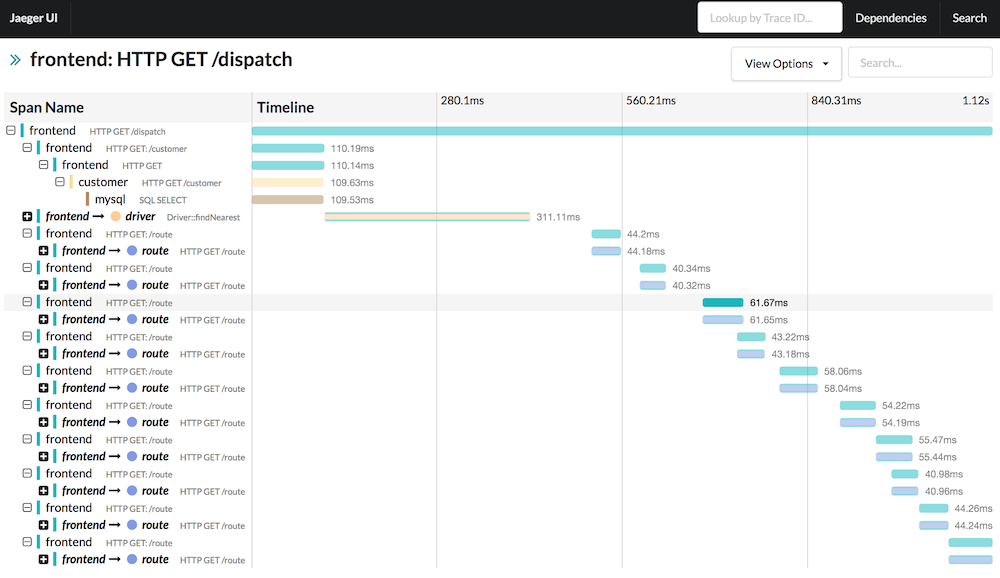 Jaeger UI Lookup by Trace ID... Dependencies Search
frontend: HTTP GET /dispatch View Options Search...
Span Name Timeline 280.1ms 560.21ms 840.31ms 1.12s
frontend HTTP GET /dispatch
frontend HTTP GET: /customer 110.19ms
frontend HTTP GET 110.14ms
customer HTTP GET /customer 109.63ms
mysql SQL SELECT 109.53ms
frontend → driver Driver::findNearest 311.11ms
frontend HTTP GET: /route 44.2ms
frontend → route HTTP GET /route 44.18ms
frontend HTTP GET: /route 40.34ms
frontend → route HTTP GET /route 40.32ms
frontend HTTP GET: /route 61.67ms
frontend → route HTTP GET /route 61.65ms
frontend HTTP GET: /route 43.22ms
frontend → route HTTP GET /route 43.18ms
frontend HTTP GET: /route 58.06ms
frontend → route HTTP GET /route 58.04ms
frontend HTTP GET: /route 54.22ms
frontend → route HTTP GET /route 54.19ms
frontend HTTP GET: /route 55.47ms
frontend → route HTTP GET /route 55.44ms
frontend HTTP GET: /route 40.98ms
frontend → route HTTP GET /route 40.96ms
frontend HTTP GET: /route 44.26ms
frontend → route HTTP GET /route 44.24ms
frontend HTTP GET: /route
frontend → route HTTP GET /route